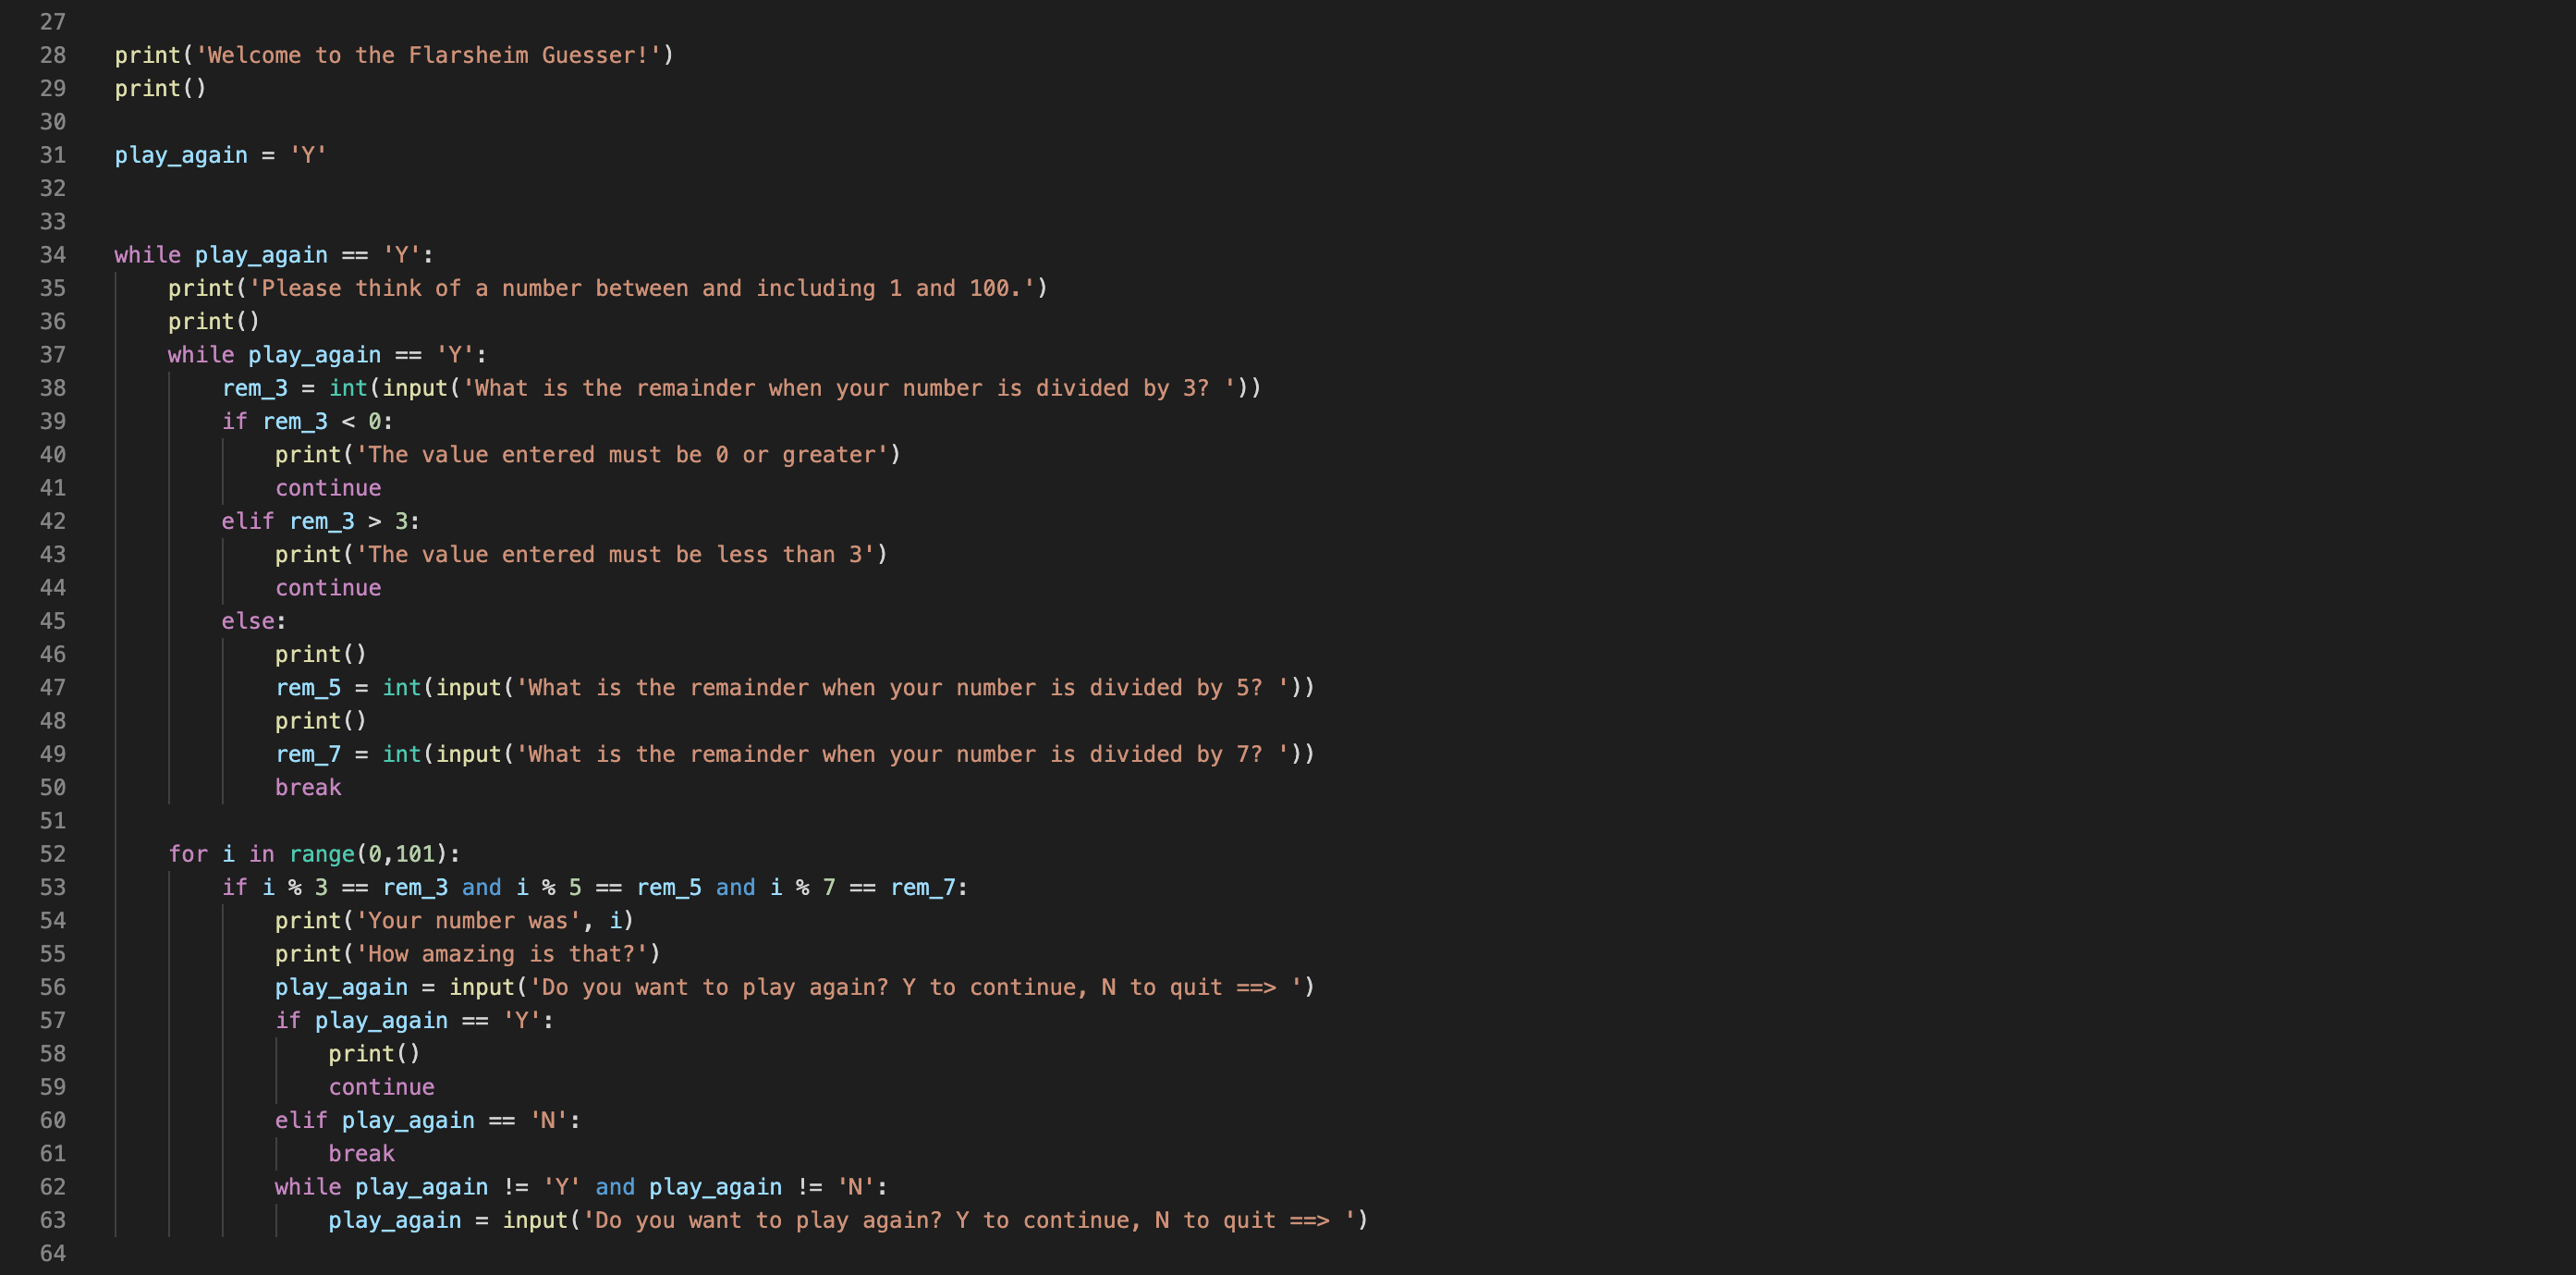 27
28 print('Welcome to the Flarsheim Guesser!')
29 print()
30
31 play_again = 'Y'
32
33
34 while play_again == 'Y':
35     print('Please think of a number between and including 1 and 100.')
36     print()
37     while play_again == 'Y':
38         rem_3 = int(input('What is the remainder when your number is divided by 3? '))
39         if rem_3 < 0:
40             print('The value entered must be 0 or greater')
41             continue
42         elif rem_3 > 3:
43             print('The value entered must be less than 3')
44             continue
45         else:
46             print()
47             rem_5 = int(input('What is the remainder when your number is divided by 5? '))
48             print()
49             rem_7 = int(input('What is the remainder when your number is divided by 7? '))
50             break
51
52     for i in range(0,101):
53         if i % 3 == rem_3 and i % 5 == rem_5 and i % 7 == rem_7:
54             print('Your number was', i)
55             print('How amazing is that?')
56             play_again = input('Do you want to play again? Y to continue, N to quit ==> ')
57             if play_again == 'Y':
58                 print()
59                 continue
60             elif play_again == 'N':
61                 break
62             while play_again != 'Y' and play_again != 'N':
63                 play_again = input('Do you want to play again? Y to continue, N to quit ==> ')
64